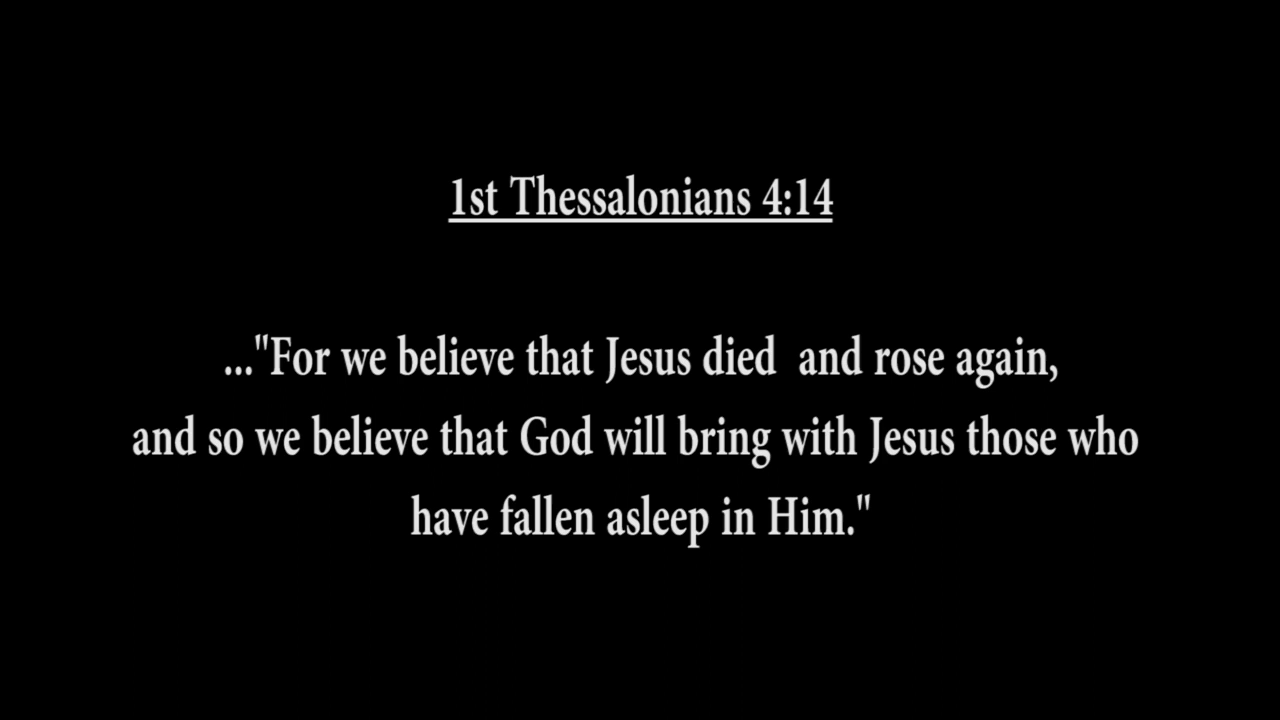 1st Thessalonians 4:14
..."For we believe that Jesus died  and rose again,
and so we believe that God will bring with Jesus those who
have fallen asleep in Him."